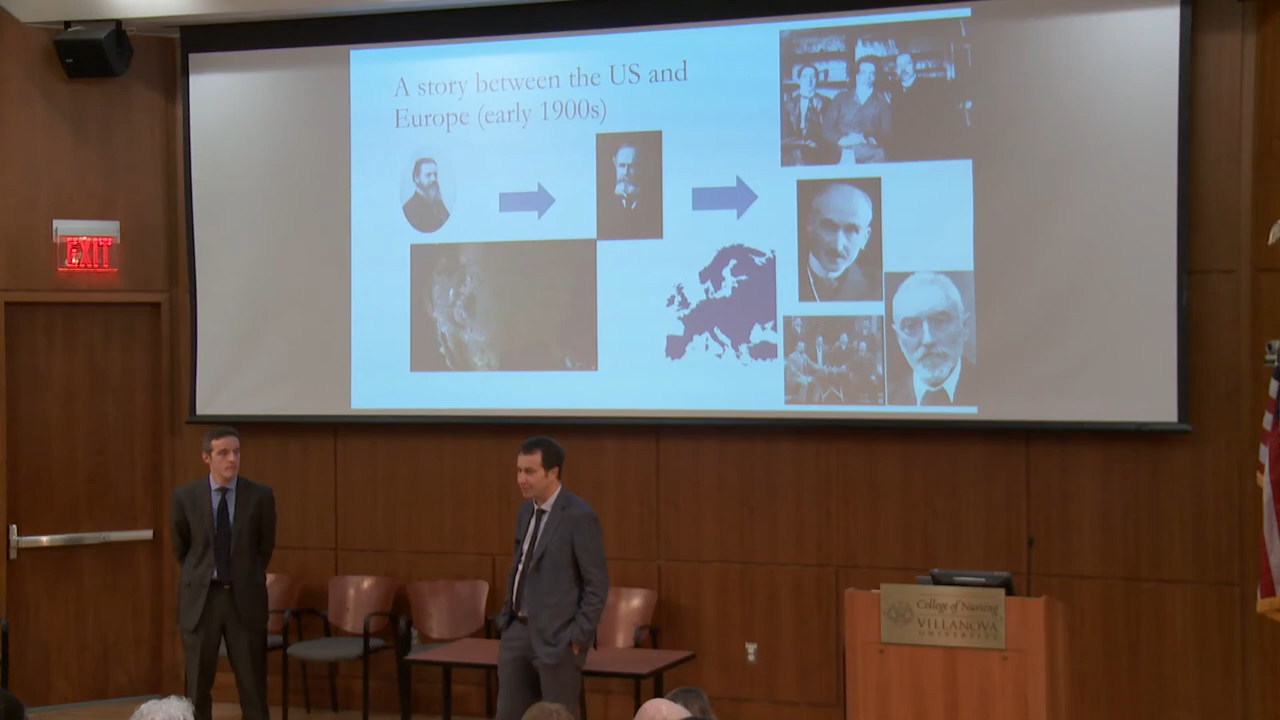 A story between the US and
Europe (early 1900s)
EXIT
College of Nursing
VILLANOVA
UNIVERSITY